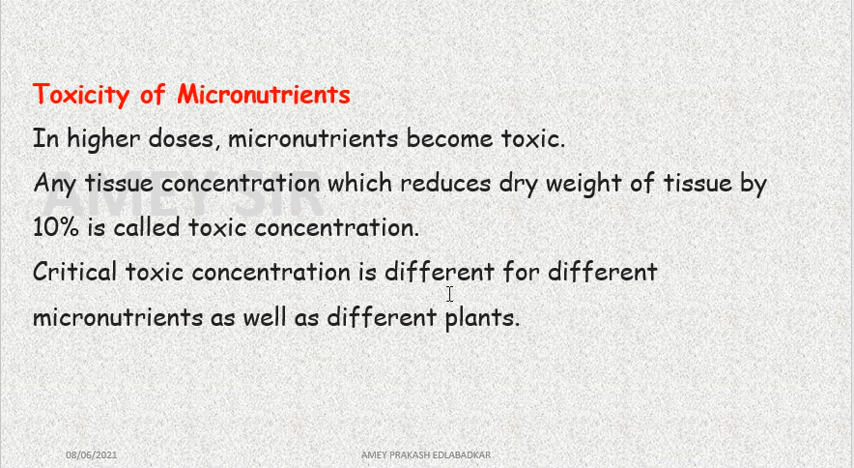 Toxicity of Micronutrients
In higher doses, micronutrients become toxic.
AMEY SIR
Any tissue concentration which reduces dry weight of tissue by
10% is called toxic concentration.
Critical toxic concentration is different for different
micronutrients as well as different plants.
08/06/2021
AMEY PRAKASH EDLABADKAR